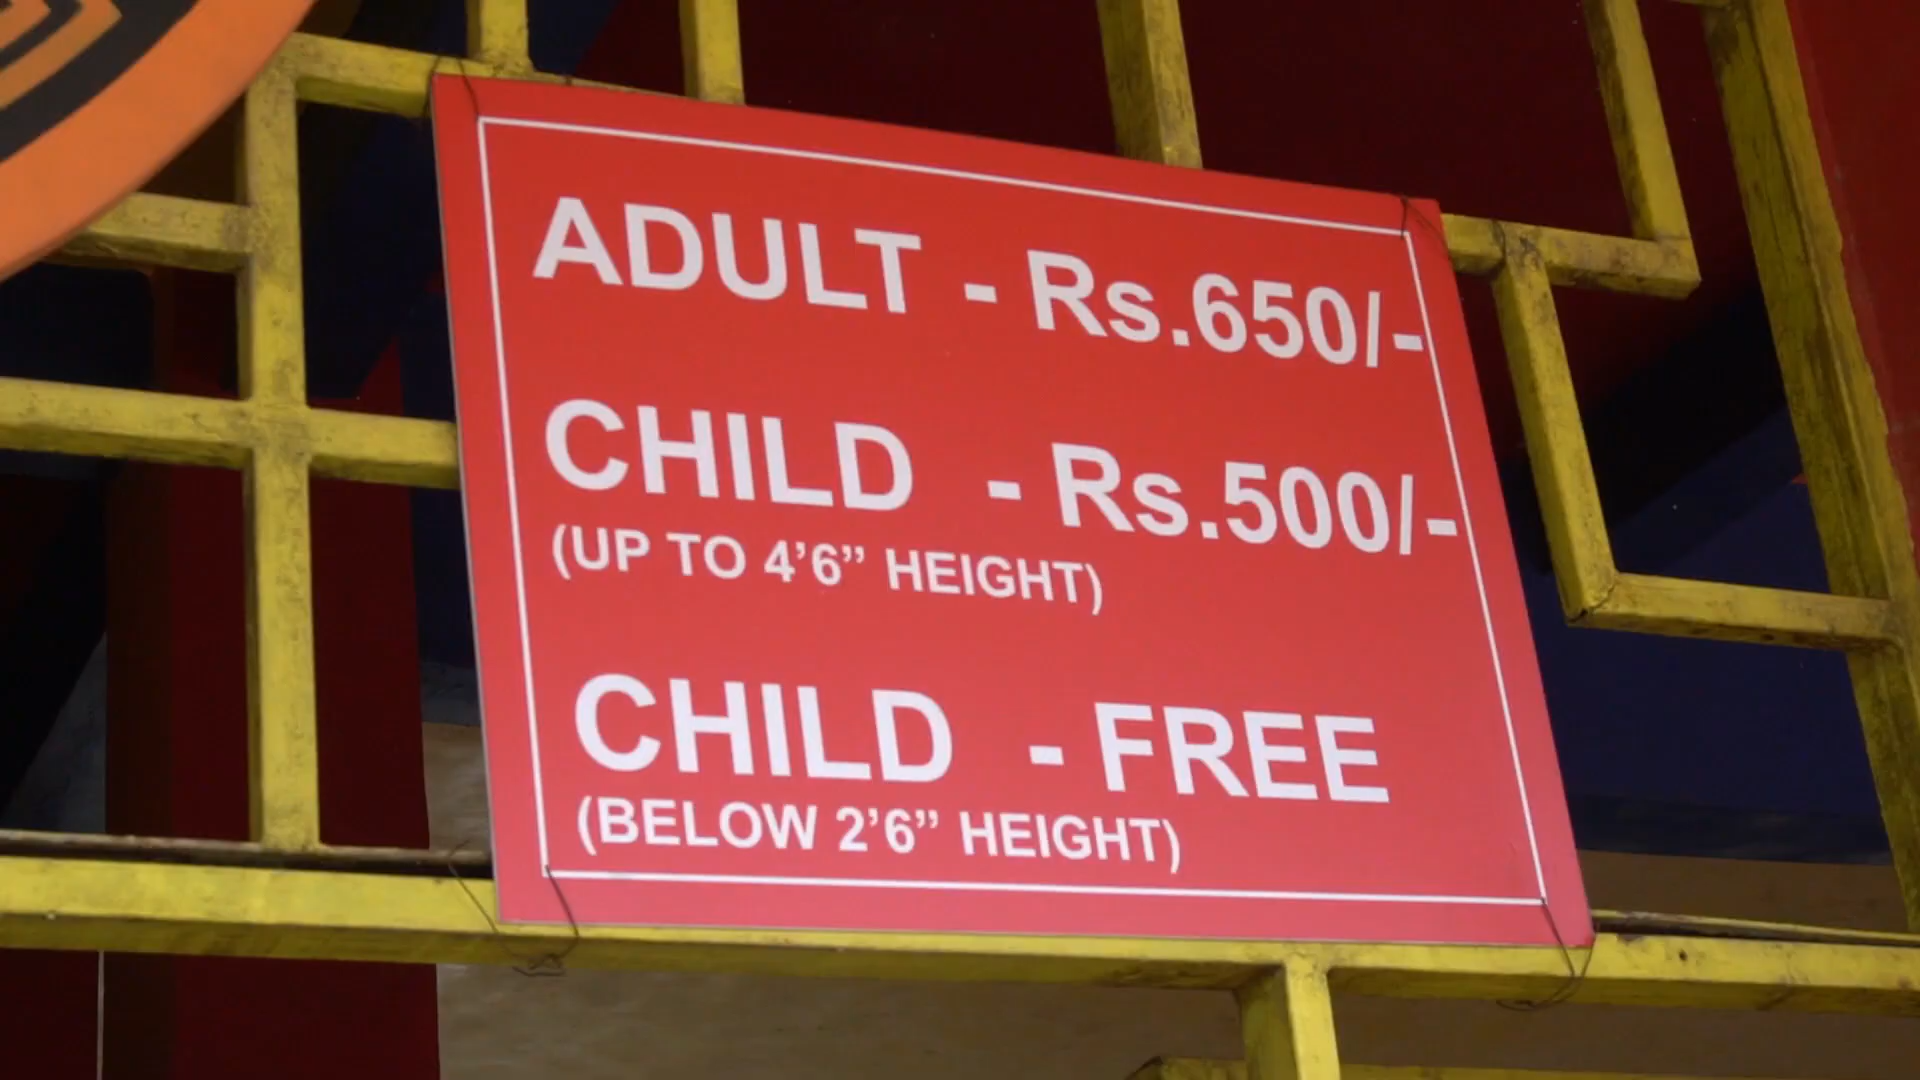 ADULT - Rs.650/-
CHILD - Rs.500/-
(UP TO 4’6” HEIGHT)
CHILD - FREE
(BELOW 2’6” HEIGHT)